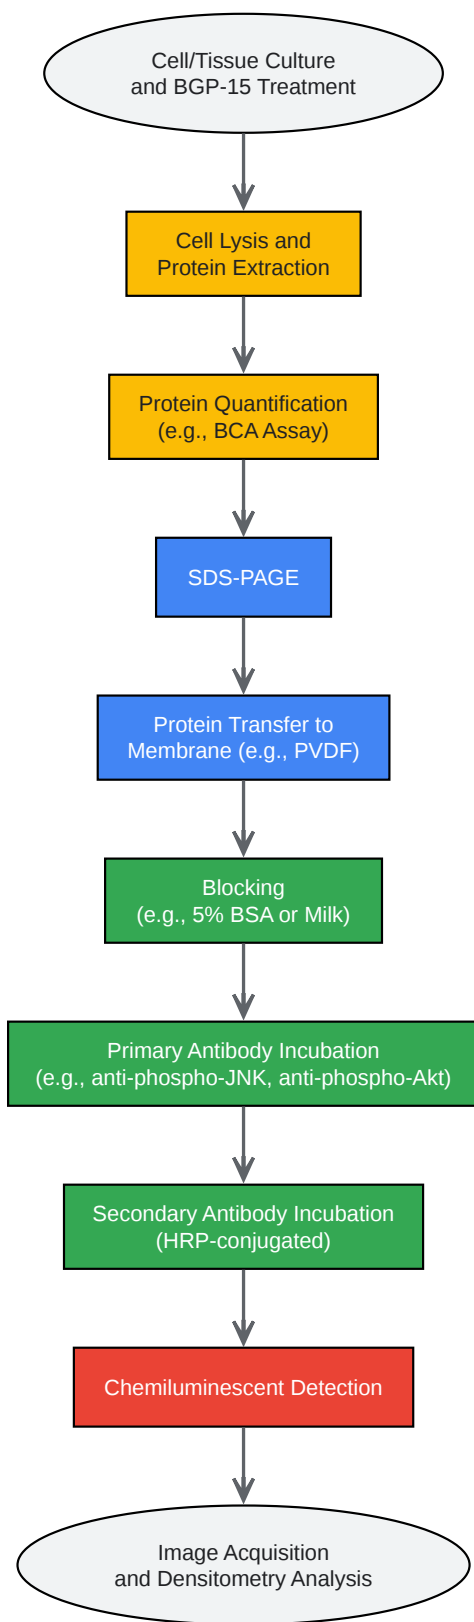 Cell/Tissue Culture
and BGP-15 Treatment
Cell Lysis and
Protein Extraction
Protein Quantification
(e.g., BCA Assay)
SDS-PAGE
Protein Transfer to
Membrane (e.g., PVDF)
Blocking
(e.g., 5% BSA or Milk)
Primary Antibody Incubation
(e.g., anti-phospho-JNK, anti-phospho-Akt)
Secondary Antibody Incubation
(HRP-conjugated)
Chemiluminescent Detection
Image Acquisition
and Densitometry Analysis